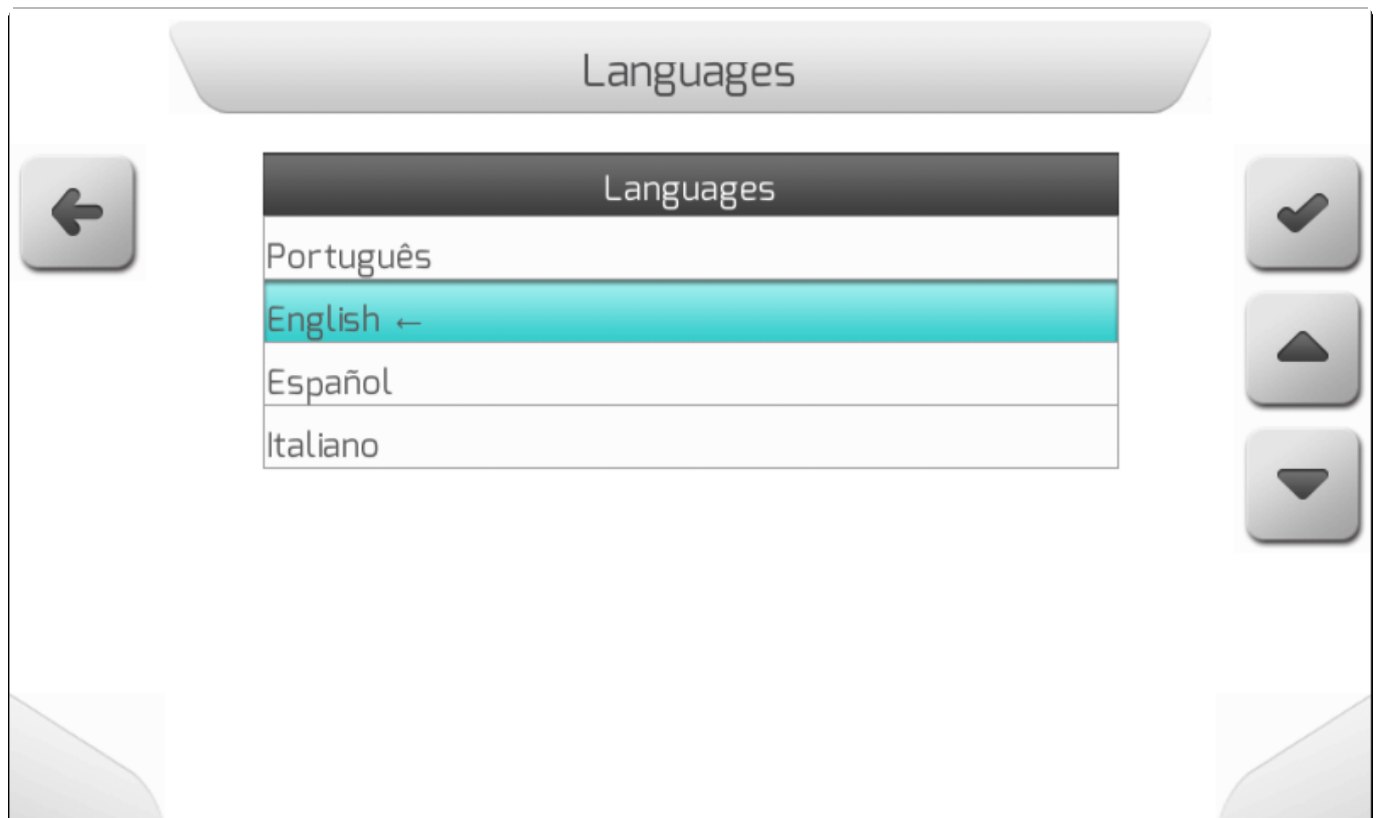 Languages
Languages
Português
English ←
Español
Italiano